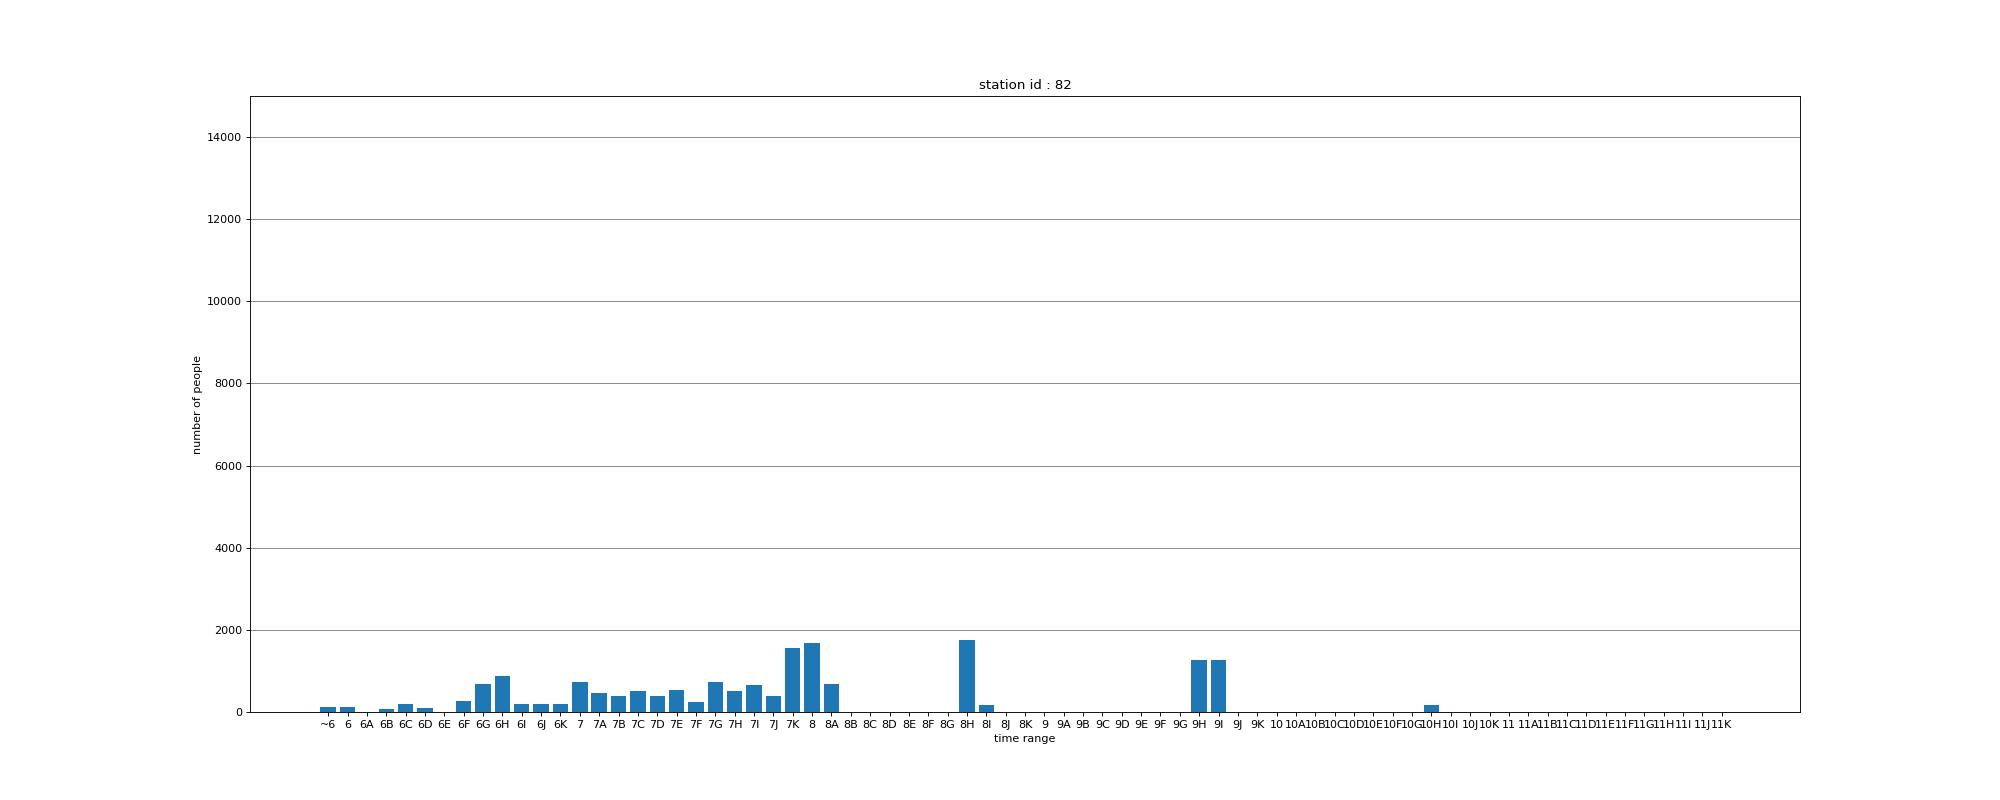 station id : 82
14000
12000
10000
8000
6000
4000
2000
0
number of people
~6 6 6A 6B 6C 6D 6E 6F 6G 6H 6I 6J 6K 7 7A 7B 7C 7D 7E 7F 7G 7H 7I 7J 7K 8 8A 8B 8C 8D 8E 8F 8G 8H 8I 8J 8K 9 9A 9B 9C 9D 9E 9F 9G 9H 9I 9J 9K 10 10A 10B 10C 10D 10E 10F 10G 10H 10I 10J 10K 11 11A 11B 11C 11D 11E 11F 11G 11H 11I 11J 11K
time range